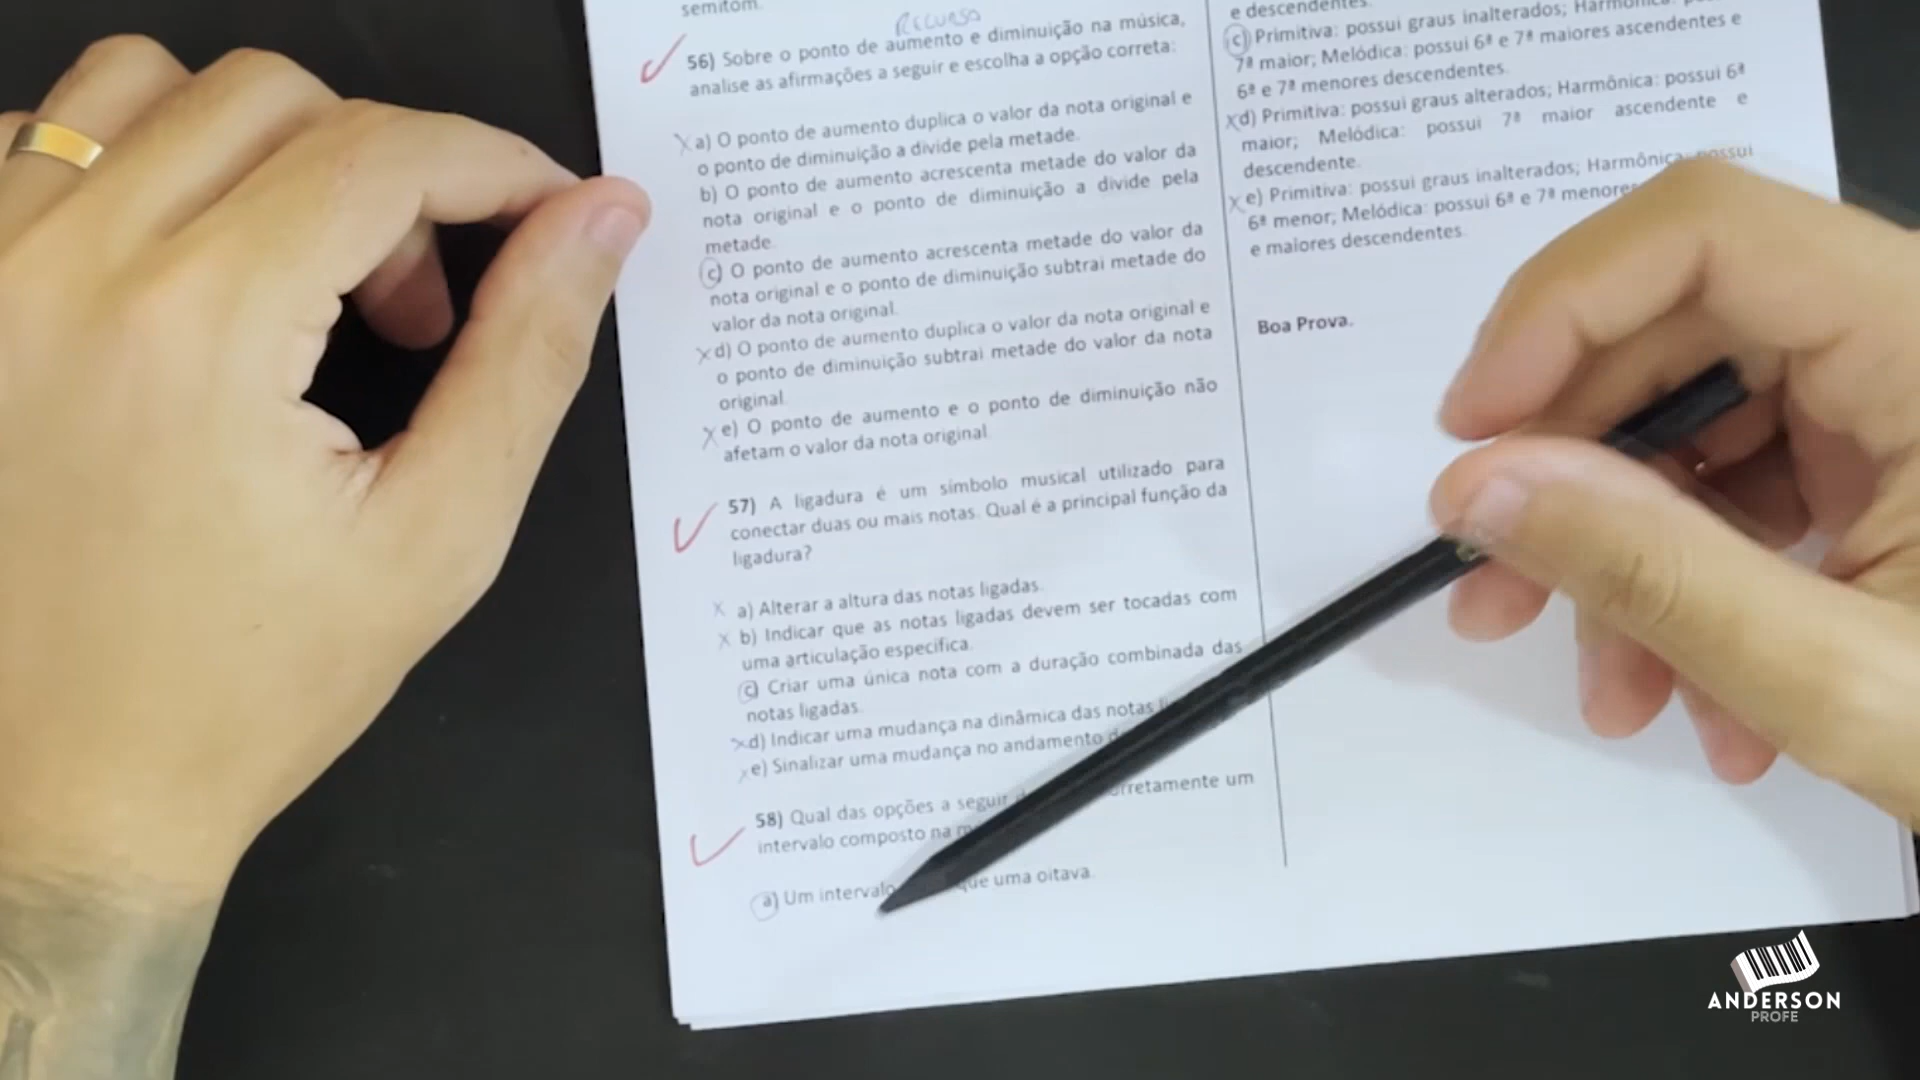 semitom.
Recurso
56) Sobre o ponto de aumento e diminuição na música,
analise as afirmações a seguir e escolha a opção correta:
X a) O ponto de aumento duplica o valor da nota original e
o ponto de diminuição a divide pela metade.
b) O ponto de aumento acrescenta metade do valor da
nota original e o ponto de diminuição a divide pela
metade.
c) O ponto de aumento acrescenta metade do valor da
nota original e o ponto de diminuição subtrai metade do
valor da nota original.
X d) O ponto de aumento duplica o valor da nota original e
o ponto de diminuição subtrai metade do valor da nota
original.
X e) O ponto de aumento e o ponto de diminuição não
afetam o valor da nota original.
57) A ligadura é um símbolo musical utilizado para
conectar duas ou mais notas. Qual é a principal função da
ligadura?
X a) Alterar a altura das notas ligadas.
X b) Indicar que as notas ligadas devem ser tocadas com
uma articulação específica.
c) Criar uma única nota com a duração combinada das
notas ligadas.
X d) Indicar uma mudança na dinâmica das notas
X e) Sinalizar uma mudança no andamento
58) Qual das opções a seguir um
intervalo composto na
a) Um intervalo que uma oitava.
e descendentes.
c) Primitiva: possui graus inalterados; Harmônica:
7ª maior; Melódica: possui 6ª e 7ª maiores ascendentes e
6ª e 7ª menores descendentes.
X d) Primitiva: possui graus alterados; Harmônica: possui 6ª
maior; Melódica: possui 7ª maior ascendente e
descendente.
X e) Primitiva: possui graus inalterados; Harmônica: possui
6ª menor; Melódica: possui 6ª e 7ª menores
e maiores descendentes.
Boa Prova.
ANDERSON
PROFE